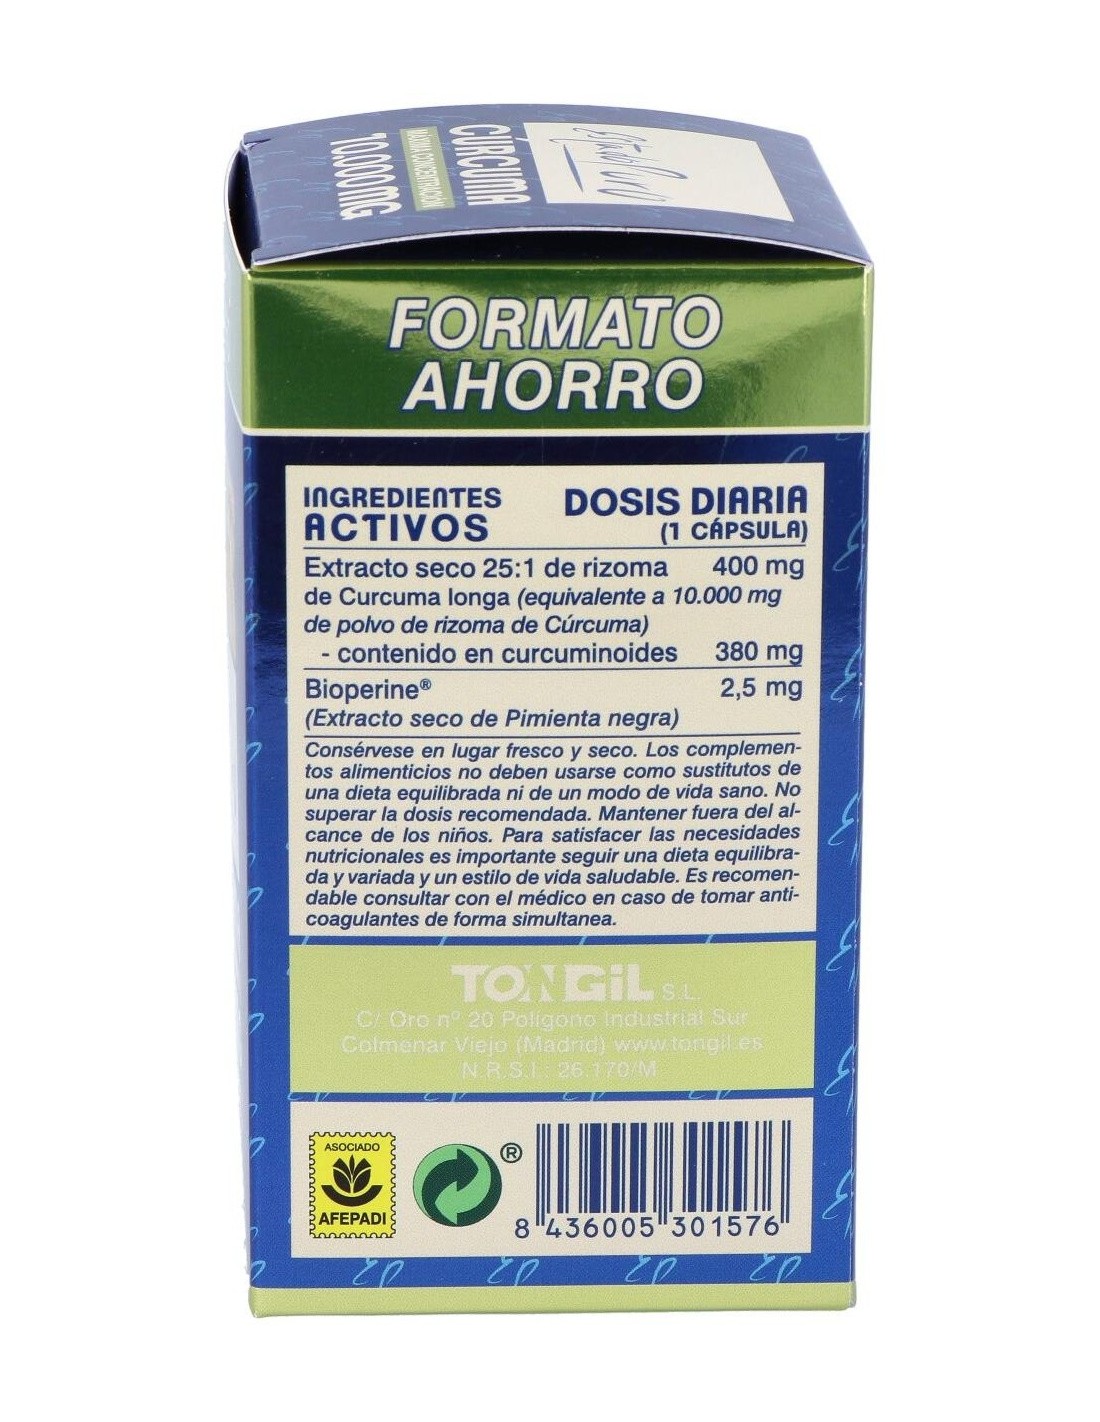 Estado Puro
CÚRCUMA
MÁXIMA CONCENTRACIÓN
10.000MG
FORMATO
AHORRO
INGREDIENTES DOSIS DIARIA
ACTIVOS (1 CÁPSULA)
Extracto seco 25:1 de rizoma 400 mg
de Curcuma longa (equivalente a 10.000 mg
de polvo de rizoma de Cúrcuma)
- contenido en curcuminoides 380 mg
Bioperine® 2,5 mg
(Extracto seco de Pimienta negra)
Consérvese en lugar fresco y seco. Los complemen-
tos alimenticios no deben usarse como sustitutos de
una dieta equilibrada ni de un modo de vida sano. No
superar la dosis recomendada. Mantener fuera del al-
cance de los niños. Para satisfacer las necesidades
nutricionales es importante seguir una dieta equilibra-
da y variada y un estilo de vida saludable. Es recomen-
dable consultar con el médico en caso de tomar anti-
coagulantes de forma simultanea.
TONGIL S.L.
C/ Oro nº 20 Polígono Industrial Sur
Colmenar Viejo (Madrid) www.tongil.es
N.R.S.I.: 26.170/M
ASOCIADO
AFEPADI
®
8 436005 301576